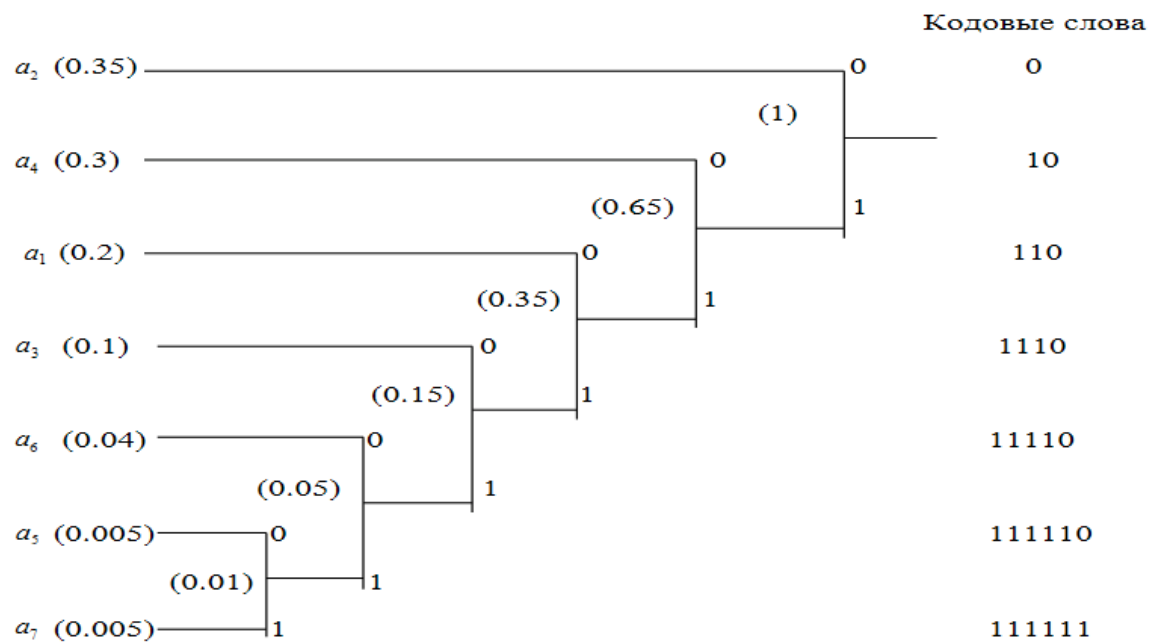 Кодовые слова
a₂ (0.35) 0 0
(1)
a₄ (0.3) 0 10
(0.65) 1
a₁ (0.2) 0 110
(0.35) 1
a₃ (0.1) 0 1110
(0.15) 1
a₆ (0.04) 0 11110
(0.05) 1
a₅ (0.005) 0 111110
(0.01) 1
a₇ (0.005) 1 111111